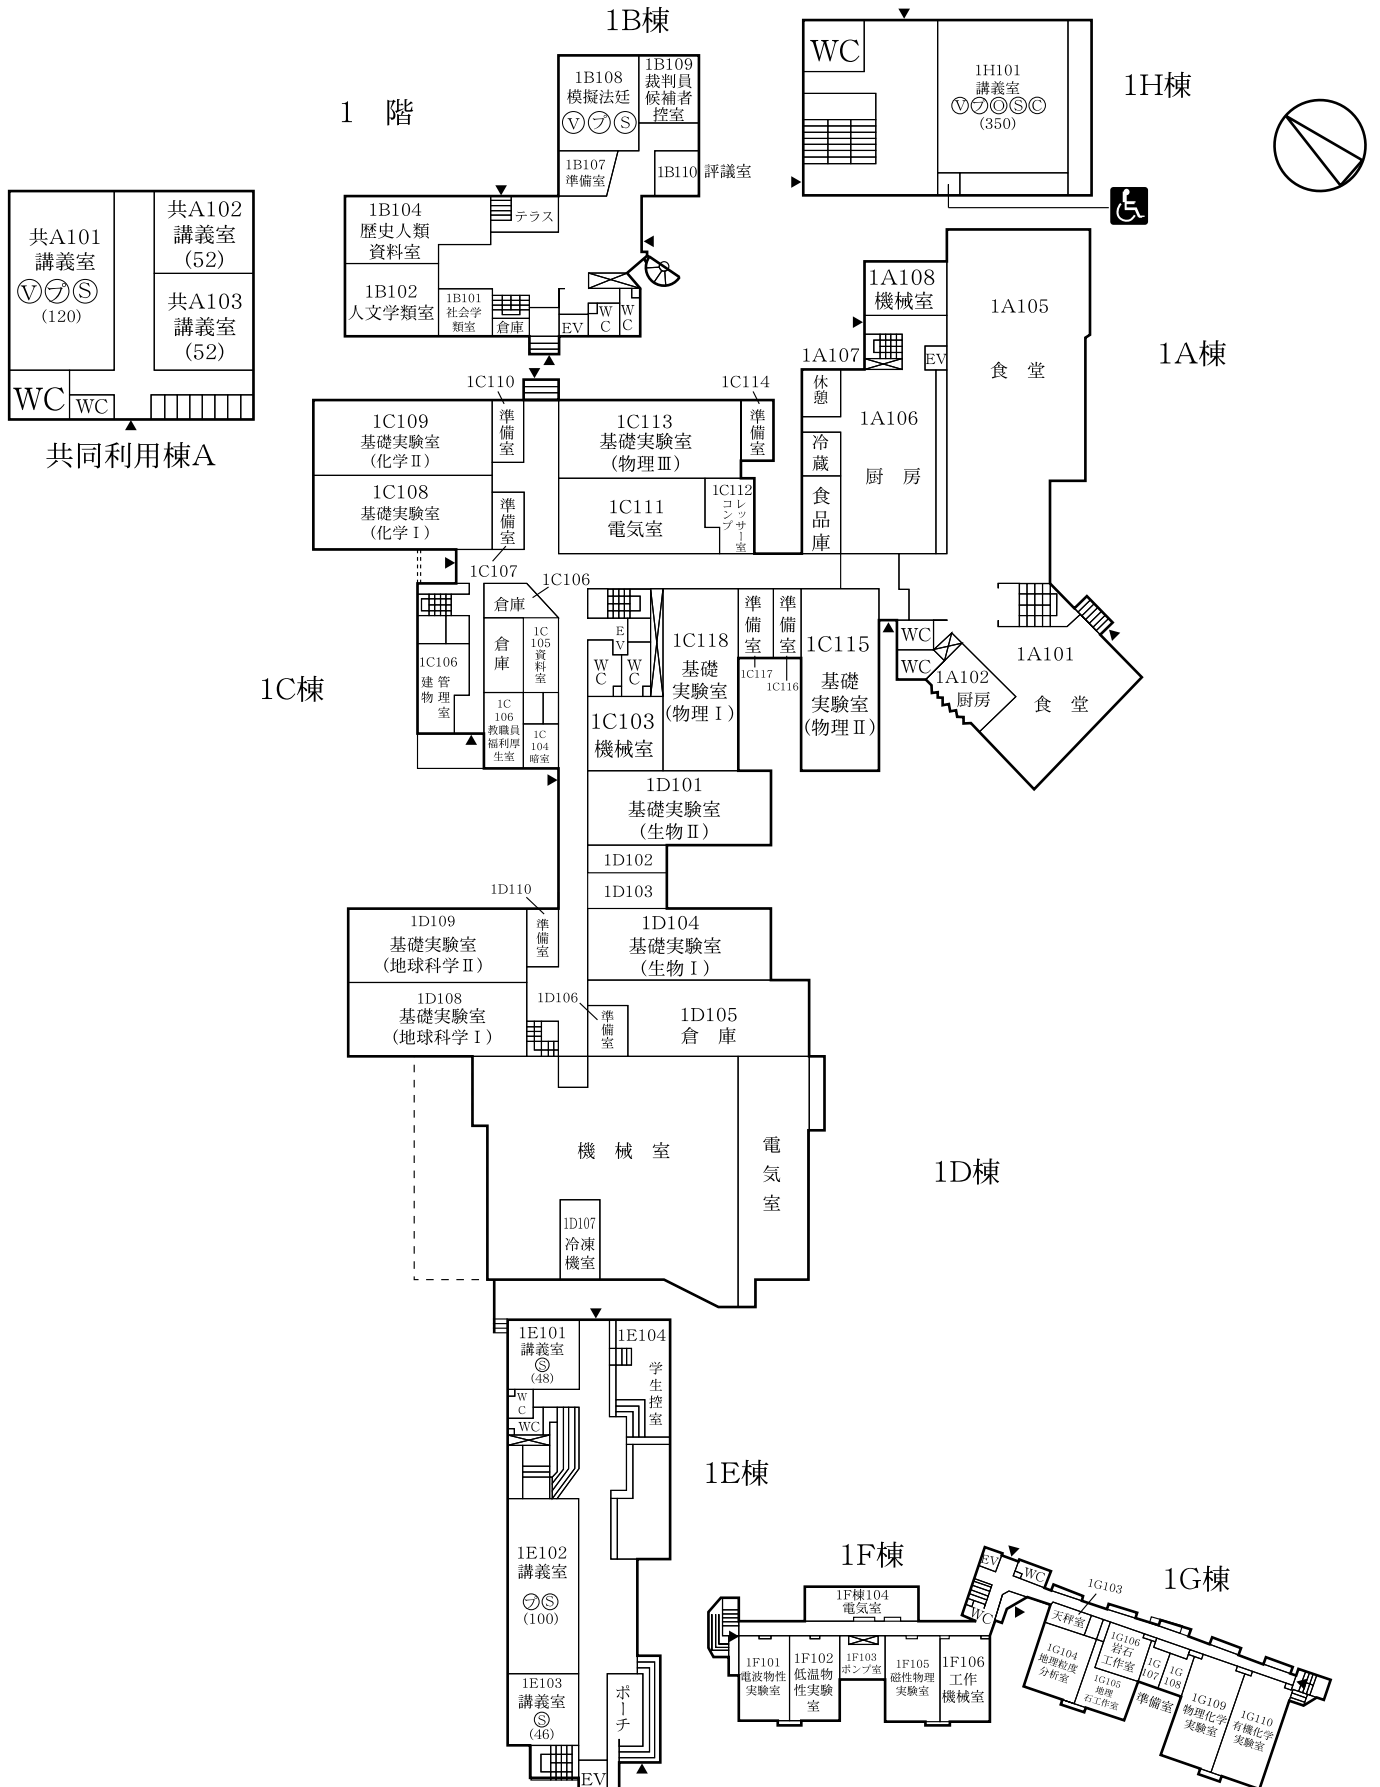 1 階
1B棟
1B108
模擬法廷
Ⓥ㋫Ⓢ
1B109
裁判員
候補者
控室
1B107
準備室
1B110
評議室
1B104
歴史人類
資料室
テラス
1B102
人文学類室
1B101
社会学
類室
倉庫
EV
WC
WC
1H棟
WC
1H101
講義室
Ⓥ㋫ⓄⓈⒸ
(350)
共A101
講義室
Ⓥ㋫Ⓢ
(120)
共A102
講義室
(52)
共A103
講義室
(52)
WC
WC
共同利用棟A
1A棟
1A108
機械室
1A105
食 堂
1A107
休憩
EV
1A106
厨 房
冷蔵
食品庫
WC
WC
1A102
厨房
1A101
食 堂
1C棟
1C110
準備室
1C109
基礎実験室
(化学Ⅱ)
1C108
基礎実験室
(化学Ⅰ)
準備室
1C107
1C113
基礎実験室
(物理Ⅲ)
1C114
準備室
1C111
電気室
1C112
コンプ
レッサー室
1C106
倉庫
倉庫
1C
105
資料室
1C106
建物
管理室
1C
106
教職員
福利厚
生室
1C
104
暗室
EV
WC
WC
1C103
機械室
1C118
基礎
実験室
(物理Ⅰ)
準備室
1C117
準備室
1C116
1C115
基礎
実験室
(物理Ⅱ)
1D101
基礎実験室
(生物Ⅱ)
1D102
1D103
1D110
準備室
1D109
基礎実験室
(地球科学Ⅱ)
1D104
基礎実験室
(生物Ⅰ)
1D108
基礎実験室
(地球科学Ⅰ)
1D106
準備室
1D105
倉 庫
機 械 室
電気室
1D107
冷凍
機室
1D棟
1E101
講義室
Ⓢ
(48)
1E104
学生控室
WC
WC
1E棟
1E102
講義室
㋫Ⓢ
(100)
1E103
講義室
Ⓢ
(46)
ポーチ
EV
1F棟
1F棟104
電気室
1F101
電波物性
実験室
1F102
低温物
性実験
室
1F103
ポンプ室
1F105
磁性物理
実験室
1F106
工作
機械室
1G棟
EV
WC
WC
1G103
天秤室
1G104
地理粒度
分析室
1G106
岩石
工作室
1G105
地理
石工作室
1G
107
1G
108
準備室
1G109
物理化学
実験室
1G110
有機化学
実験室